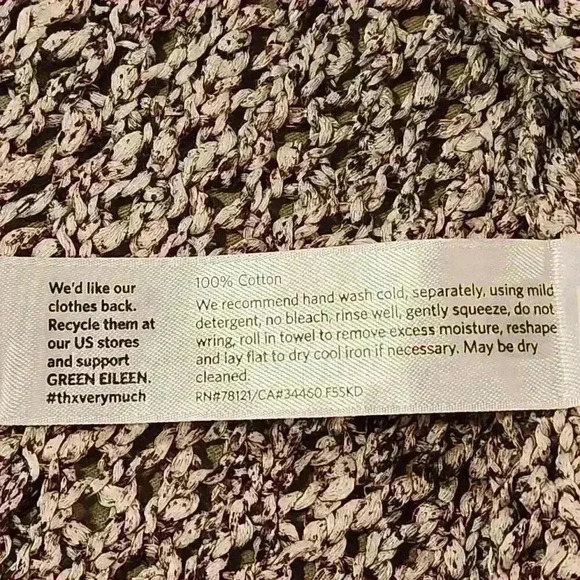 We'd like our
clothes back.
Recycle them at
our US stores
and support
GREEN EILEEN.
#thxverymuch
100% Cotton
We recommend hand wash cold, separately, using mild
detergent, no bleach, rinse well, gently squeeze, do not
wring, roll in towel to remove excess moisture, reshape
and lay flat to dry cool iron if necessary. May be dry
cleaned.
RN#78121/CA#34460 F5SKD